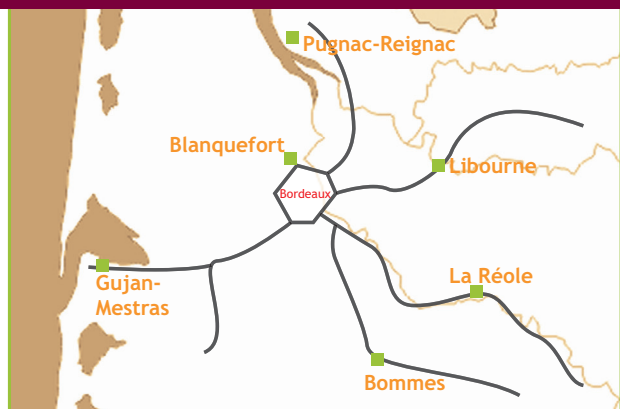 Pugnac-Reignac
Blanquefort
Libourne
Bordeaux
La Réole
Gujan-
Mestras
Bommes